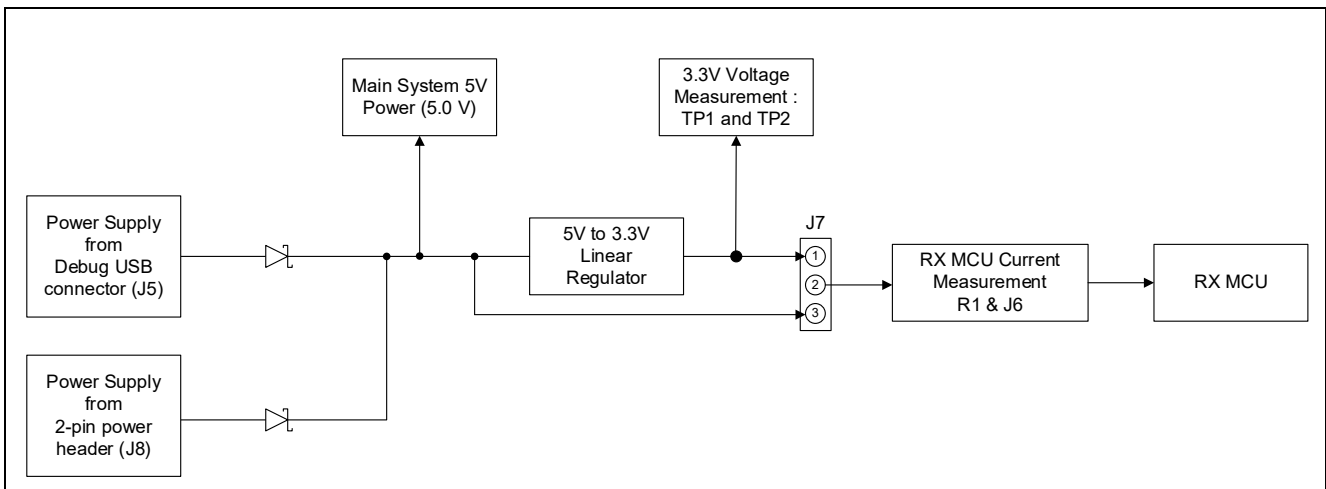 Main System 5V
Power (5.0 V)
3.3V Voltage
Measurement :
TP1 and TP2
Power Supply
from
Debug USB
connector (J5)
5V to 3.3V
Linear
Regulator
J7
1
2
3
RX MCU Current
Measurement
R1 & J6
RX MCU
Power Supply
from
2-pin power
header (J8)